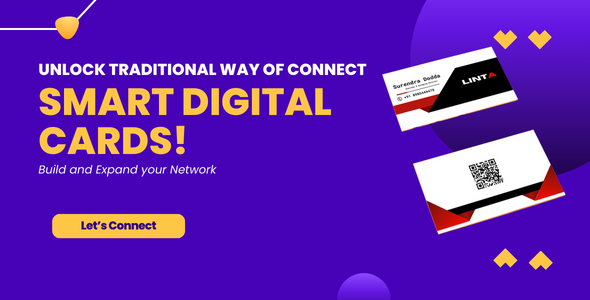 UNLOCK TRADITIONAL WAY OF CONNECT
SMART DIGITAL
CARDS!
Build and Expand your Network
Let's Connect
Surendra Dodda
LINTA